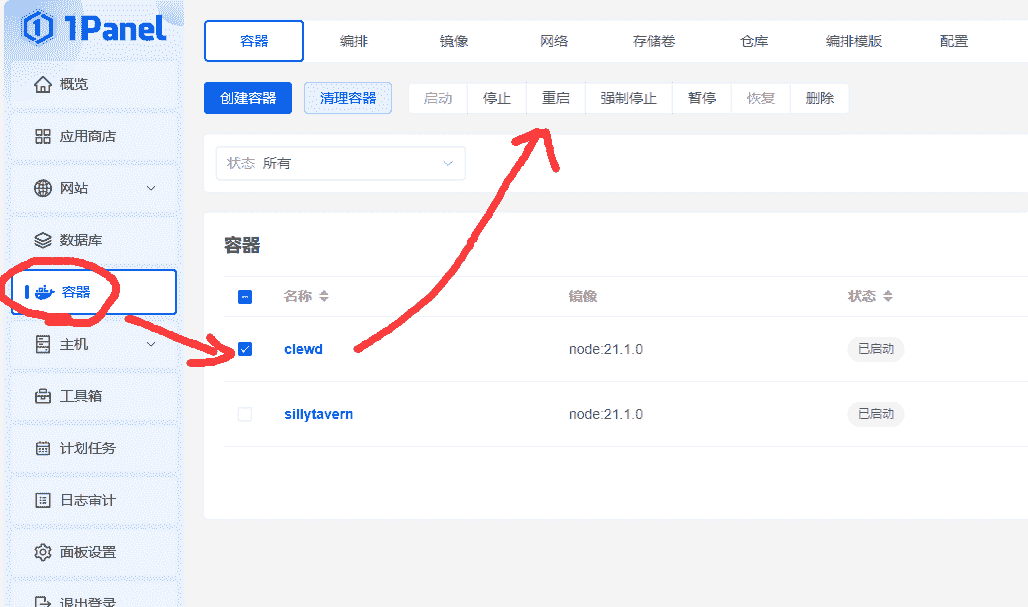 1Panel
概览
应用商店
网站
数据库
容器
主机
工具箱
计划任务
日志审计
面板设置
退出登录
容器 编排 镜像 网络 存储卷 仓库 编排模版 配置
创建容器 清理容器 启动 停止 重启 强制停止 暂停 恢复 删除
状态 所有
容器
名称 镜像 状态
clewd node:21.1.0 已启动
sillytavern node:21.1.0 已启动